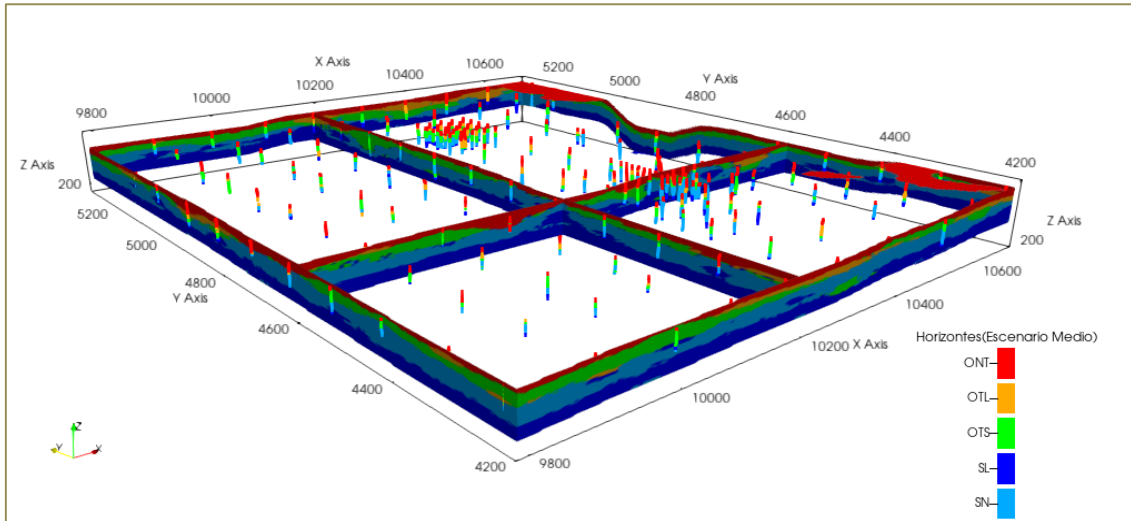 X Axis
9800
10000
10200
10400
10600
5200
5000
Y Axis
4800
4600
4400
4200
Z Axis
200
5200
5000
4800
Y Axis
4600
4400
4200
Z Axis
200
10600
10400
X Axis
10200
10000
9800
Horizontes(Escenario Medio)
ONT
OTL
OTS
SL
SN
Z
Y
X